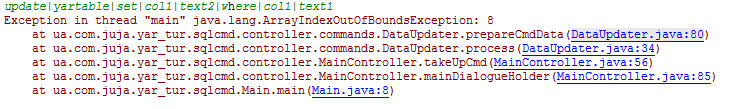 update|yartable|set|col1|text2|where|col1|text1
Exception in thread "main" java.lang.ArrayIndexOutOfBoundsException: 8
at ua.com.juja.yar_tur.sqlcmd.controller.commands.DataUpdater.prepareCmdData(DataUpdater.java:80)
at ua.com.juja.yar_tur.sqlcmd.controller.commands.DataUpdater.process(DataUpdater.java:34)
at ua.com.juja.yar_tur.sqlcmd.controller.MainController.takeUpCmd(MainController.java:56)
at ua.com.juja.yar_tur.sqlcmd.controller.MainController.mainDialogueHolder(MainController.java:85)
at ua.com.juja.yar_tur.sqlcmd.Main.main(Main.java:8)